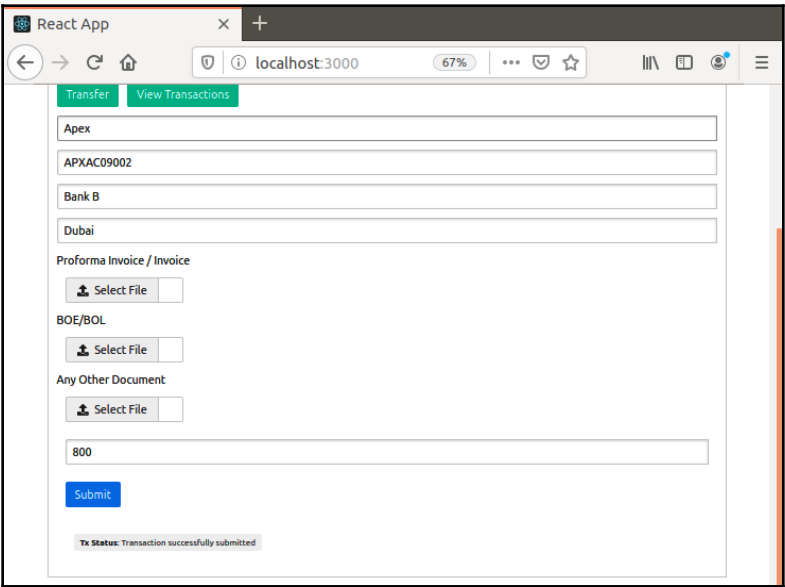 React App
localhost:3000 67%
Transfer View Transactions
Apex
APXAC09002
Bank B
Dubai
Proforma Invoice / Invoice
Select File
BOE/BOL
Select File
Any Other Document
Select File
800
Submit
Tx Status: Transaction successfully submitted